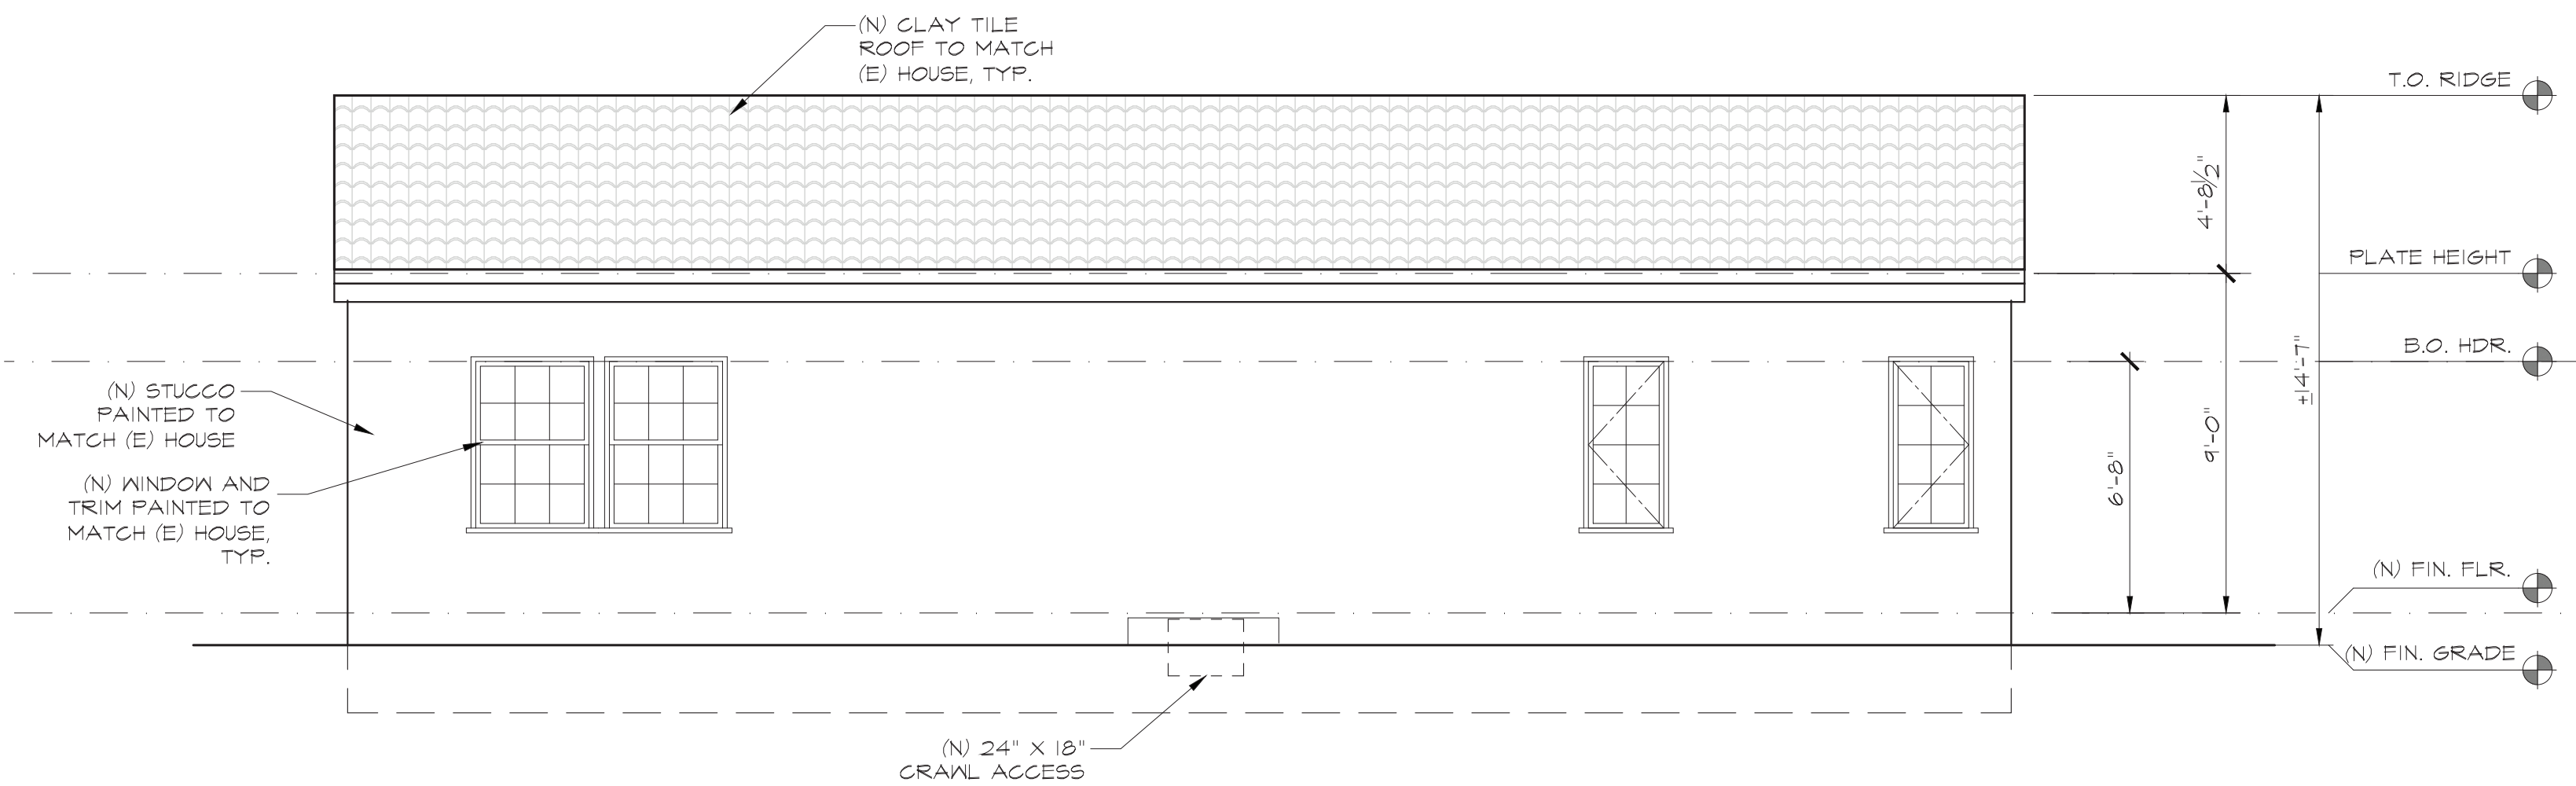 (N) CLAY TILE
ROOF TO MATCH
(E) HOUSE, TYP.
T.O. RIDGE
4'-8½"
PLATE HEIGHT
B.O. HDR.
±14'-7"
(N) STUCCO
PAINTED TO
MATCH (E) HOUSE
9'-0"
6'-8"
(N) WINDOW AND
TRIM PAINTED TO
MATCH (E) HOUSE,
TYP.
(N) FIN. FLR.
(N) FIN. GRADE
(N) 24" X 18"
CRAWL ACCESS